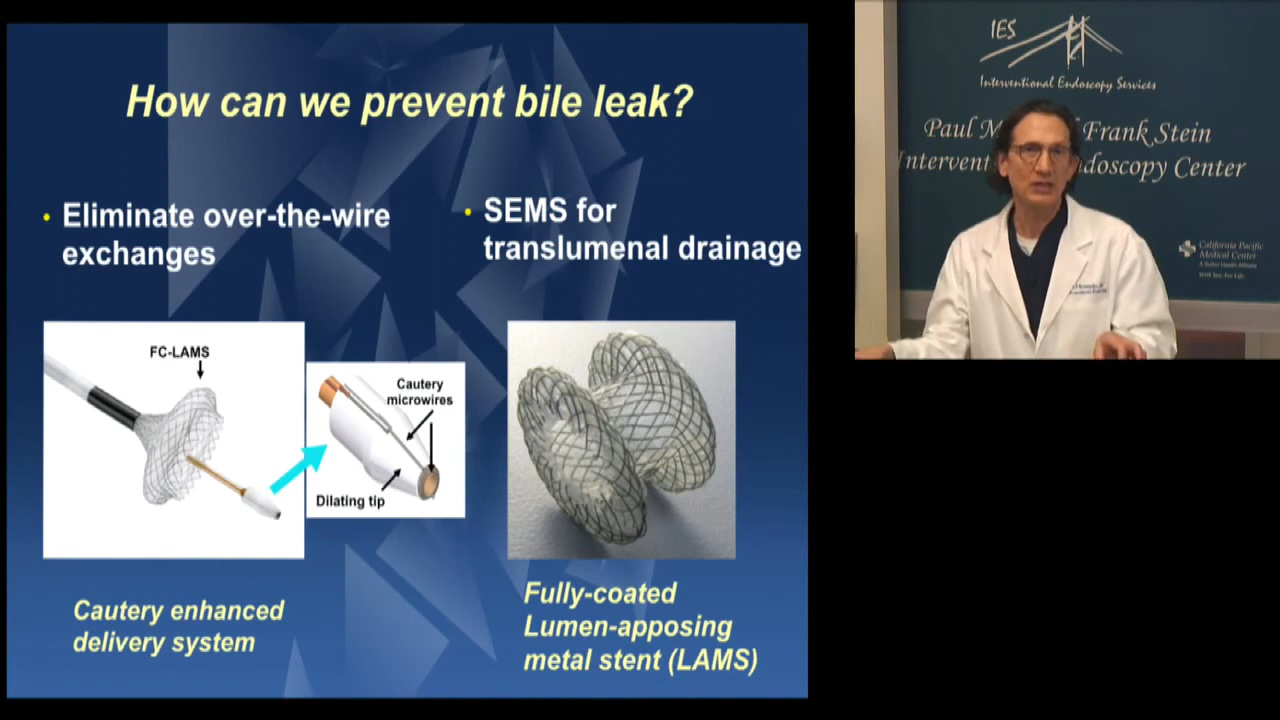 How can we prevent bile leak?
• Eliminate over-the-wire
exchanges
• SEMS for
translumenal drainage
FC-LAMS
Cautery
microwires
Dilating tip
Cautery enhanced
delivery system
Fully-coated
Lumen-apposing
metal stent (LAMS)
IES
Interventional Endoscopy Services
Paul Frank Stein
Endoscopy Center
California Pacific
Medical Center